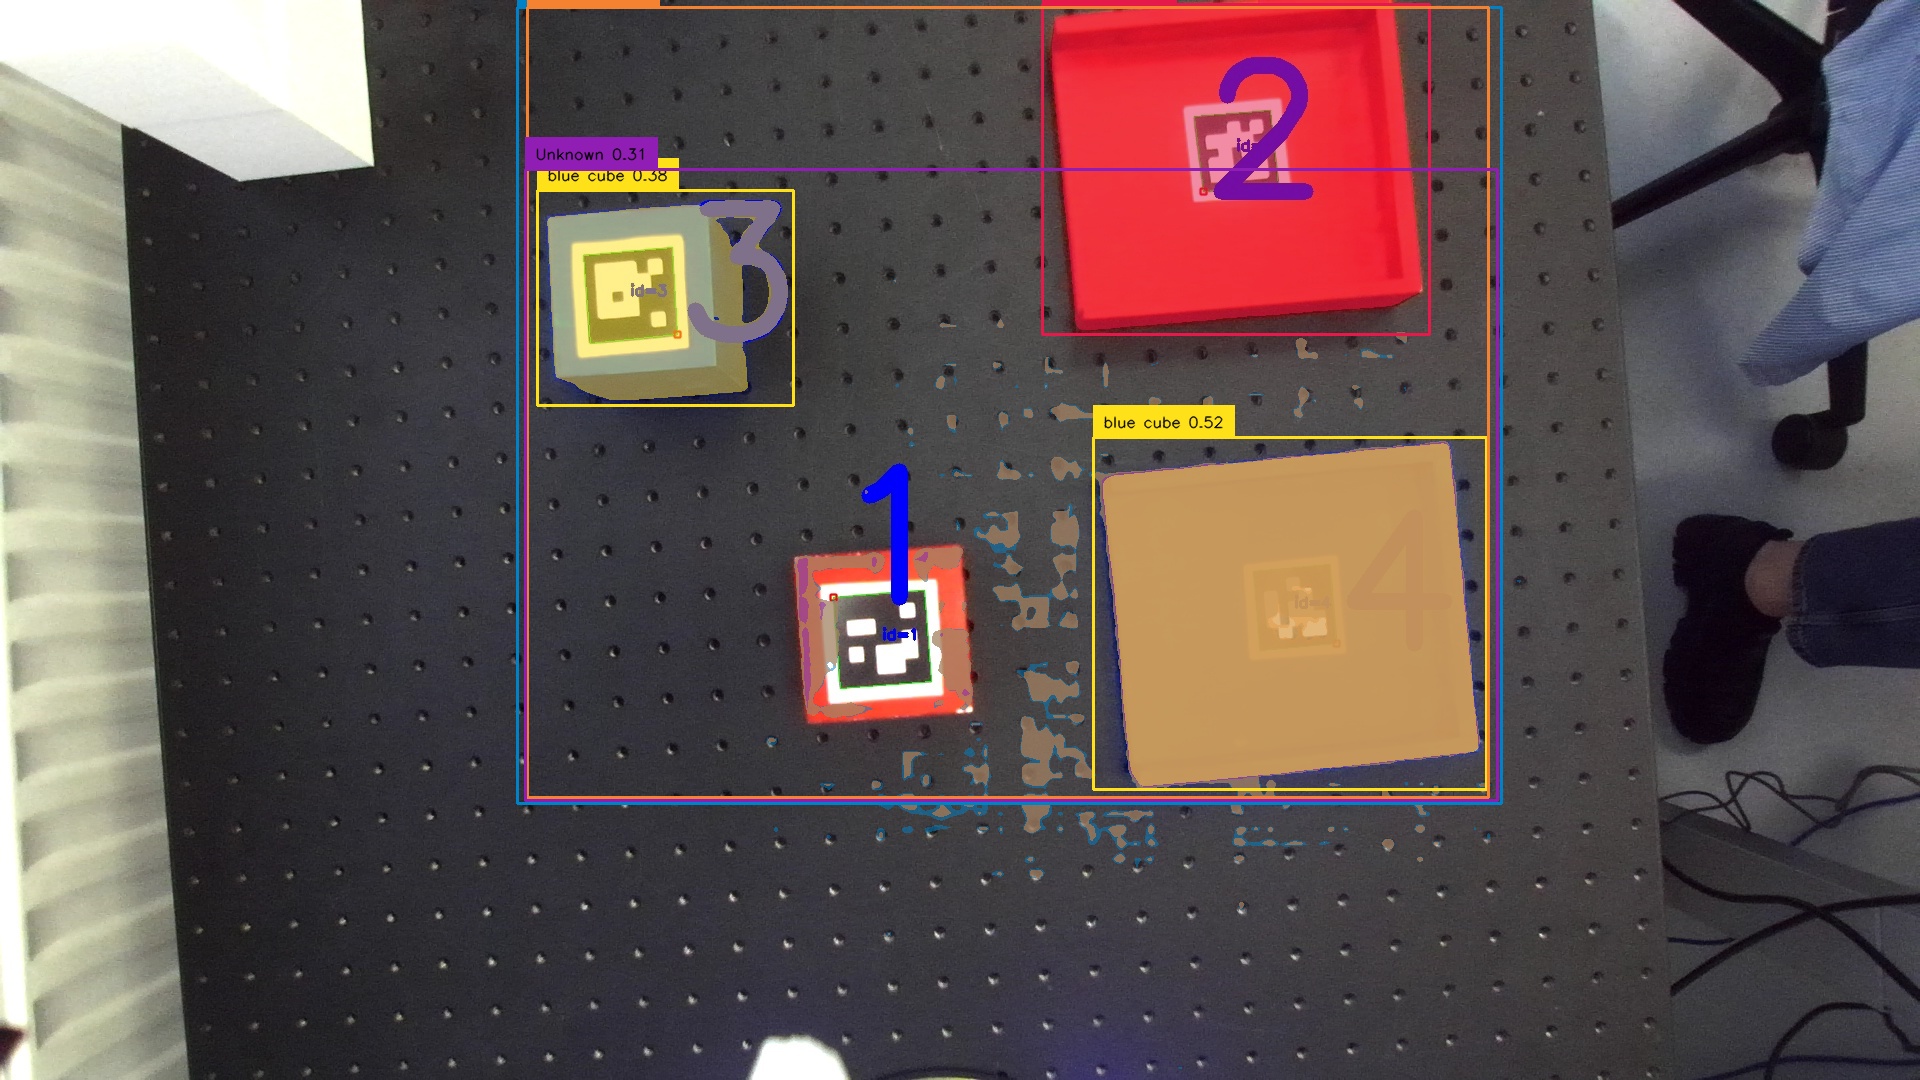 2
Unknown 0.31
id=
blue cube 0.38
3
id=3
blue cube 0.52
1
4
id=1